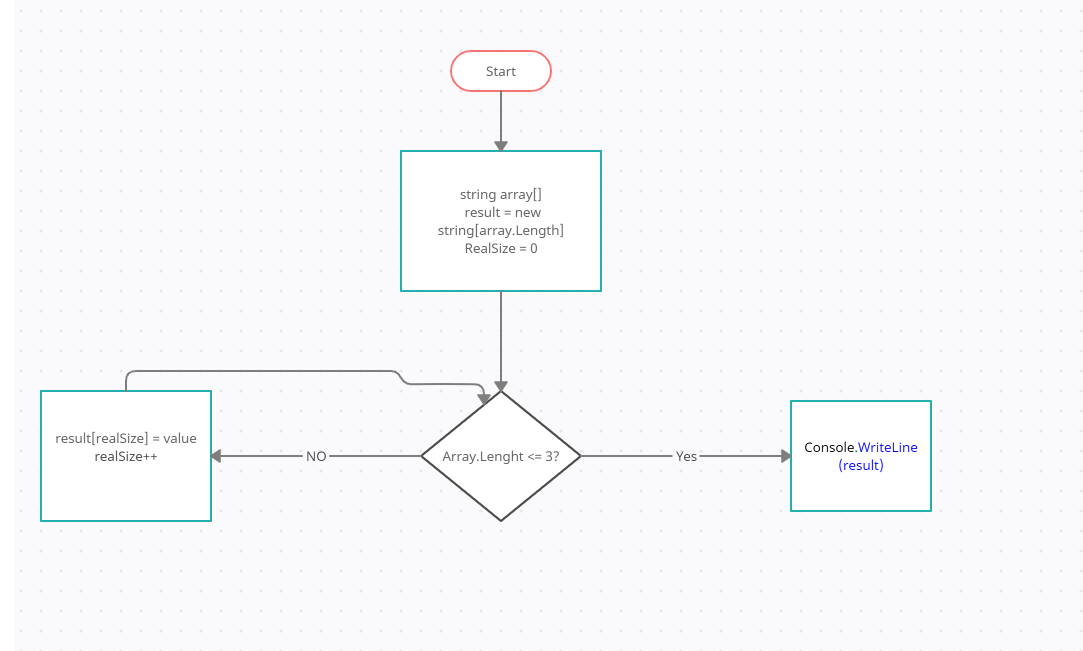 Start
string array[]
result = new
string[array.Length]
RealSize = 0
result[realSize] = value
realSize++
NO
Array.Lenght <= 3?
Yes
Console.WriteLine
(result)